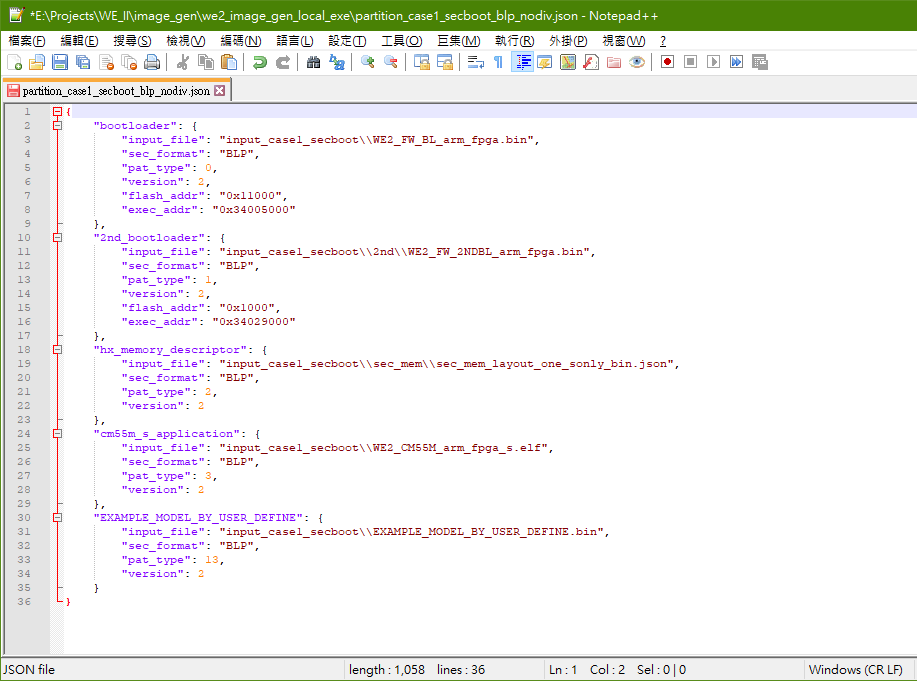 *E:\Projects\WE_II\image_gen\we2_image_gen_local_exe\partition_case1_secboot_blp_nodiv.json - Notepad++
檔案(F) 編輯(E) 搜尋(S) 檢視(V) 編碼(N) 語言(L) 設定(T) 工具(O) 巨集(M) 執行(R) 外掛(P) 視窗(W) ?
partition_case1_secboot_blp_nodiv.json
1 {
2 "bootloader": {
3 "input_file": "input_case1_secboot\\WE2_FW_BL_arm_fpga.bin",
4 "sec_format": "BLP",
5 "pat_type": 0,
6 "version": 2,
7 "flash_addr": "0x11000",
8 "exec_addr": "0x34005000"
9 },
10 "2nd_bootloader": {
11 "input_file": "input_case1_secboot\\2nd\\WE2_FW_2NDBL_arm_fpga.bin",
12 "sec_format": "BLP",
13 "pat_type": 1,
14 "version": 2,
15 "flash_addr": "0x1000",
16 "exec_addr": "0x34029000"
17 },
18 "hx_memory_descriptor": {
19 "input_file": "input_case1_secboot\\sec_mem\\sec_mem_layout_one_sonly_bin.json",
20 "sec_format": "BLP",
21 "pat_type": 2,
22 "version": 2
23 },
24 "cm55m_s_application": {
25 "input_file": "input_case1_secboot\\WE2_CM55M_arm_fpga_s.elf",
26 "sec_format": "BLP",
27 "pat_type": 3,
28 "version": 2
29 },
30 "EXAMPLE_MODEL_BY_USER_DEFINE": {
31 "input_file": "input_case1_secboot\\EXAMPLE_MODEL_BY_USER_DEFINE.bin",
32 "sec_format": "BLP",
33 "pat_type": 13,
34 "version": 2
35 }
36 }
JSON file length : 1,058 lines : 36 Ln : 1 Col : 2 Sel : 0 | 0 Windows (CR LF)